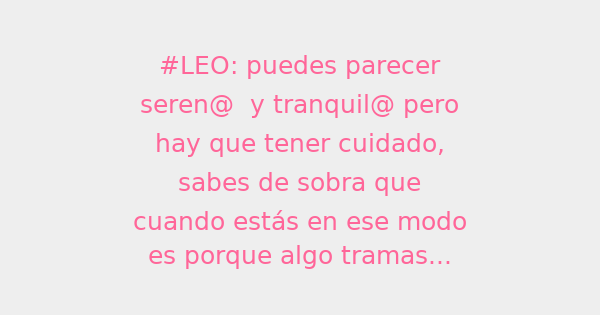 #LEO: puedes parecer
seren@  y tranquil@ pero
hay que tener cuidado,
sabes de sobra que
cuando estás en ese modo
es porque algo tramas...